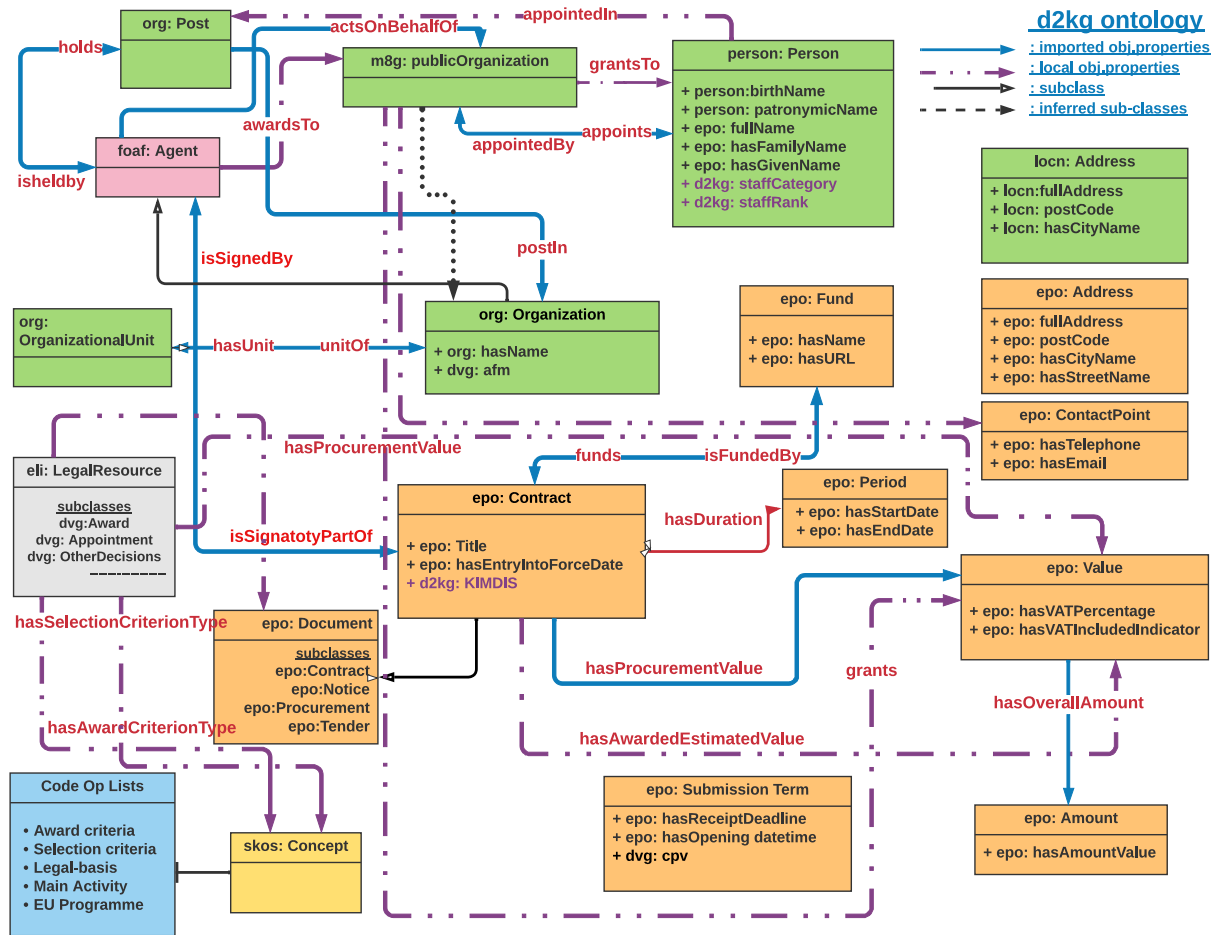 org: Post
appointedIn
actsOnBehalfOf
holds
d2kg ontology
: imported obj.properties
: local obj.properties
: subclass
: inferred sub-classes
m8g: publicOrganization
grantsTo
person: Person
+ person:birthName
+ person: patronymicName
+ epo: fullName
+ epo: hasFamilyName
+ epo: hasGivenName
+ d2kg: staffCategory
+ d2kg: staffRank
awardsTo
appoints
appointedBy
foaf: Agent
isheldby
locn: Address
+ locn:fullAddress
+ locn: postCode
+ locn: hasCityName
isSignedBy
postIn
org:
OrganizationalUnit
hasUnit
unitOf
org: Organization
+ org: hasName
+ dvg: afm
epo: Fund
+ epo: hasName
+ epo: hasURL
epo: Address
+ epo: fullAddress
+ epo: postCode
+ epo: hasCityName
+ epo: hasStreetName
epo: ContactPoint
+ epo: hasTelephone
+ epo: hasEmail
hasProcurementValue
funds
isFundedBy
eli: LegalResource
subclasses
dvg:Award
dvg: Appointment
dvg: OtherDecisions
isSignatotyPartOf
epo: Contract
+ epo: Title
+ epo: hasEntryIntoForceDate
+ d2kg: KIMDIS
hasDuration
epo: Period
+ epo: hasStartDate
+ epo: hasEndDate
epo: Value
+ epo: hasVATPercentage
+ epo: hasVATIncludedIndicator
hasSelectionCriterionType
epo: Document
subclasses
epo:Contract
epo:Notice
epo:Procurement
epo:Tender
hasProcurementValue
grants
hasOverallAmount
hasAwardCriterionType
hasAwardedEstimatedValue
Code Op Lists
• Award criteria
• Selection criteria
• Legal-basis
• Main Activity
• EU Programme
skos: Concept
epo: Submission Term
+ epo: hasReceiptDeadline
+ epo: hasOpening datetime
+ dvg: cpv
epo: Amount
+ epo: hasAmountValue